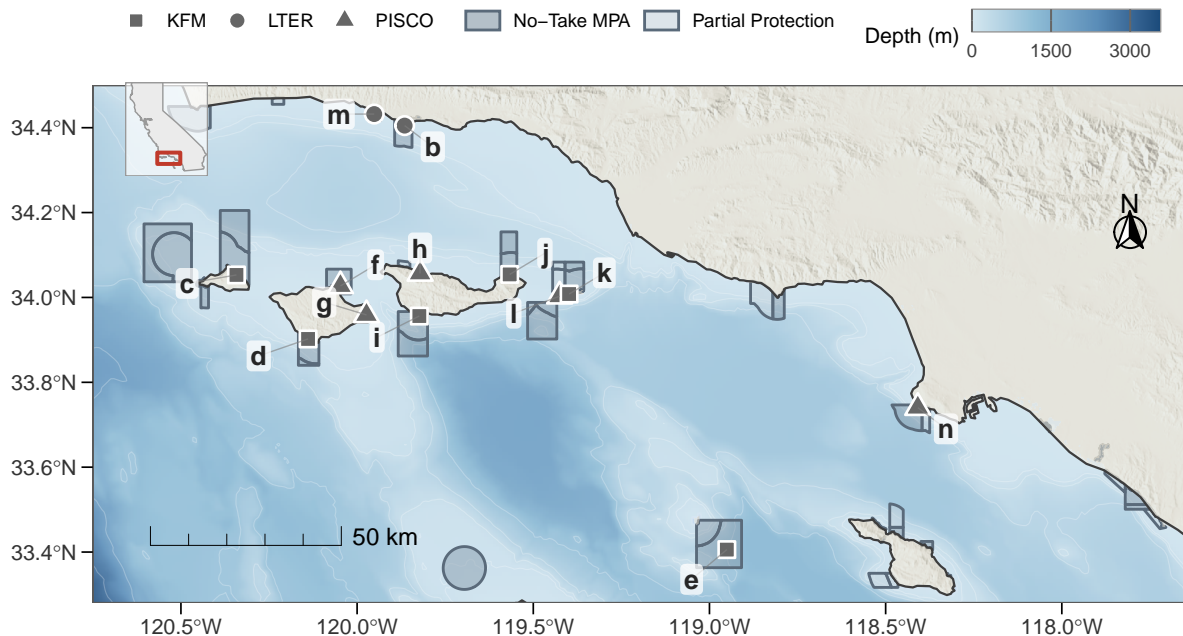 KFM LTER PISCO No−Take MPA Partial Protection
Depth (m)
0 1500 3000
34.4°N
34.2°N
34.0°N
33.8°N
33.6°N
33.4°N
m
b
N
c
f
h
j
k
g
i
l
d
n
e
50 km
120.5°W 120.0°W 119.5°W 119.0°W 118.5°W 118.0°W